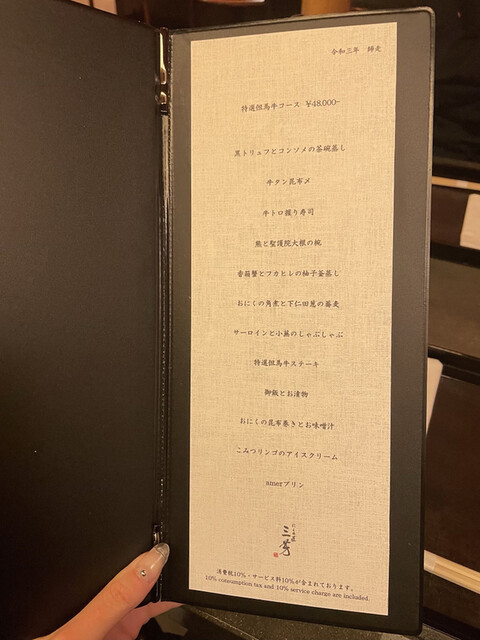 令和三年 師走
特選但馬牛コース ¥48,000-
黒トリュフとコンソメの茶碗蒸し
牛タン昆布〆
牛トロ握り寿司
熊と聖護院大根の椀
香箱蟹とフカヒレの柚子釜蒸し
おにくの角煮と下仁田葱の蕎麦
サーロインと小蕪のしゃぶしゃぶ
特選但馬牛ステーキ
御飯とお漬物
おにくの昆布巻きとお味噌汁
こみつリンゴのアイスクリーム
amerプリン
にくの匠
三芳
消費税10%・サービス料10%が含まれております。
10% consumption tax and 10% service charge are included.